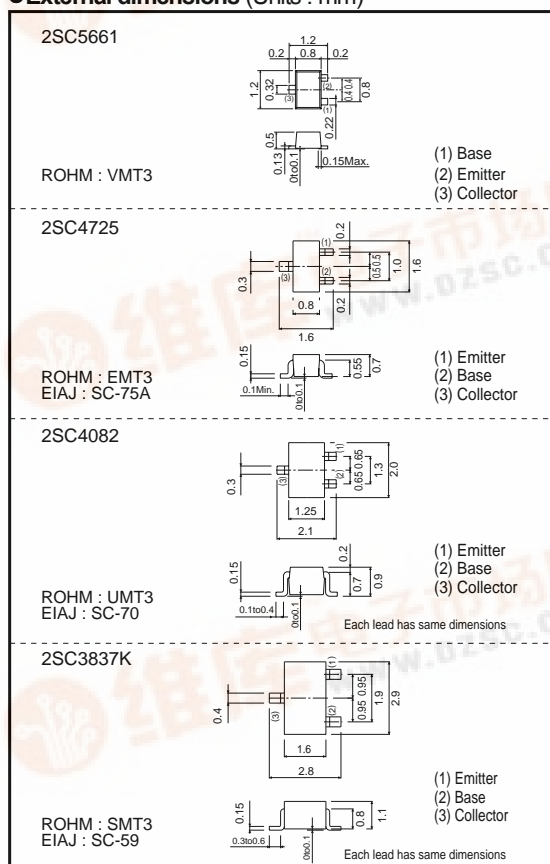 ●External dimensions (Units : mm)
2SC5661
1.2
0.2 0.8 0.2
1.2
0.32
(3)
(2)
(1)
0.4 0.4
0.8
0.22
0.5
0.13
0to0.1
0.15Max.
ROHM : VMT3
(1) Base
(2) Emitter
(3) Collector
2SC4725
0.2
(1)
(2)
(3)
0.3
0.5 0.5
1.0
1.6
0.8
0.2
1.6
0.15
0.1Min.
0to0.1
0.55
0.7
ROHM : EMT3
EIAJ : SC-75A
(1) Emitter
(2) Base
(3) Collector
维库电子市场
WWW.DZSC.C
2SC4082
(1)
(2)
(3)
0.3
0.65 0.65
1.3
2.0
1.25
2.1
0.2
0.15
0.1to0.4
0to0.1
0.7
0.9
ROHM : UMT3
EIAJ : SC-70
(1) Emitter
(2) Base
(3) Collector
Each lead has same dimensions
2SC3837K
(1)
(2)
(3)
0.4
0.95 0.95
1.9
2.9
1.6
2.8
0.15
0.3to0.6
0to0.1
0.8
1.1
ROHM : SMT3
EIAJ : SC-59
(1) Emitter
(2) Base
(3) Collector
Each lead has same dimensions